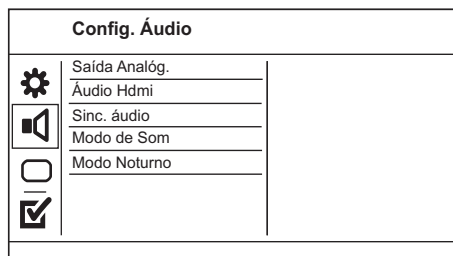 Config. Áudio
Saída Analóg.
Áudio Hdmi
Sinc. áudio
Modo de Som
Modo Noturno